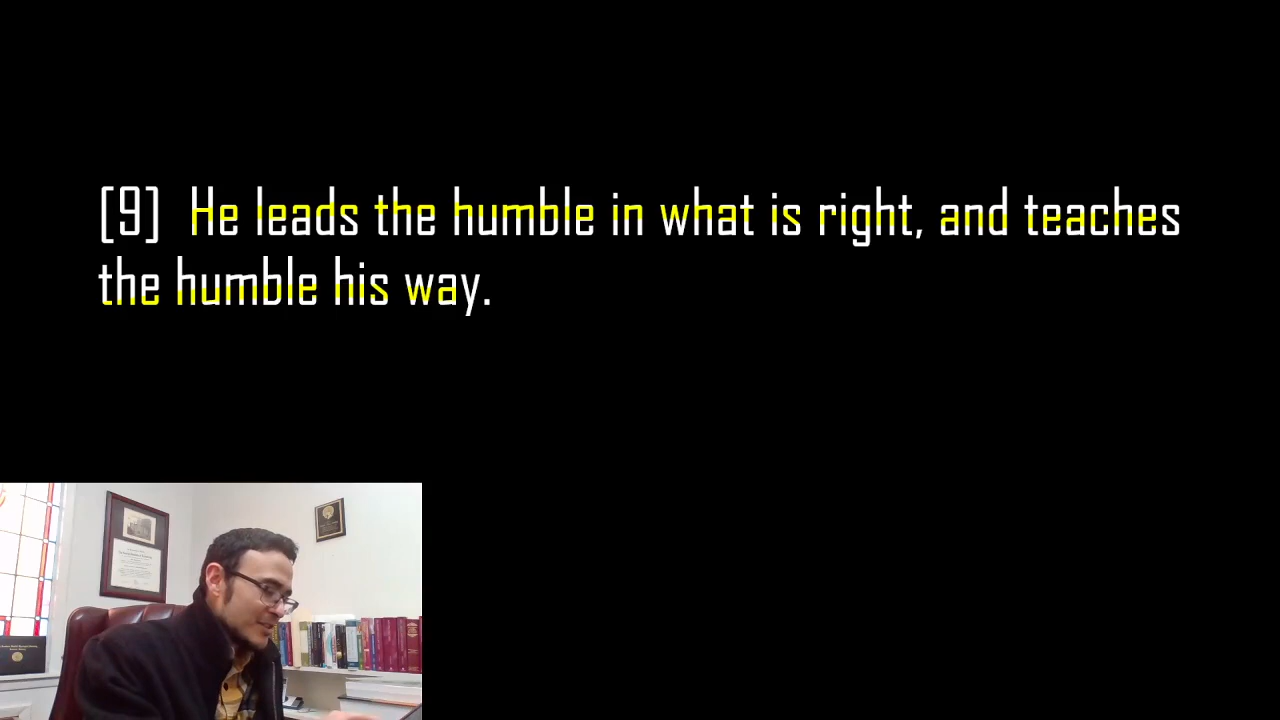 [9] He leads the humble in what is right, and teaches
the humble his way.